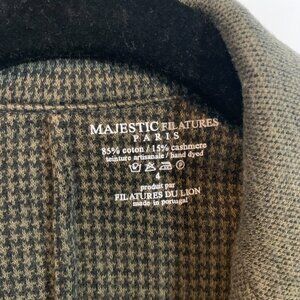 MAJESTIC FILATURES
PARIS
85% coton / 15% cashmere
teinture artisanale / hand dyed
4
produit par
FILATURES DU LION
made in portugal